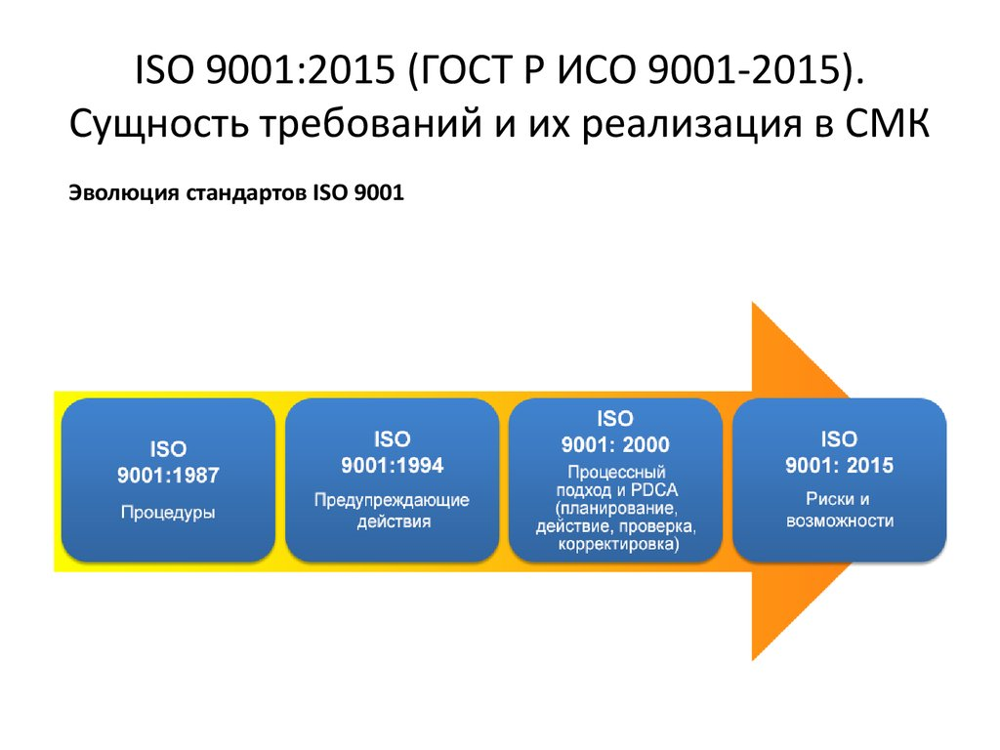 ISO 9001:2015 (ГОСТ Р ИСО 9001-2015).
Сущность требований и их реализация в СМК
Эволюция стандартов ISO 9001
ISO
9001:1987
Процедуры
ISO
9001:1994
Предупреждающие
действия
ISO
9001: 2000
Процессный
подход и PDCA
(планирование,
действие, проверка,
корректировка)
ISO
9001: 2015
Риски и
возможности